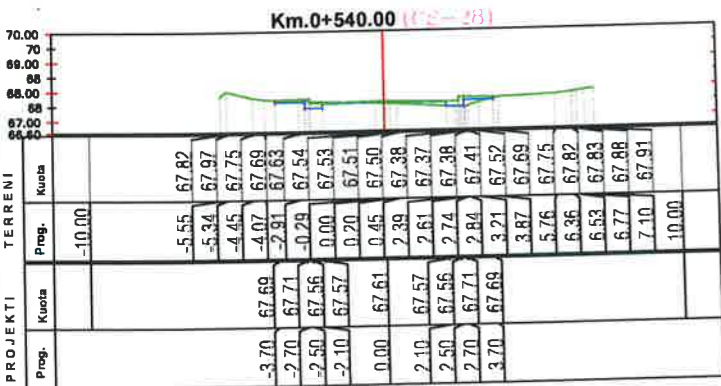 Km.0+540.00 (CS-28)
70.00
70
69.00
68
68.00
68
67.00
66.50
TERRENI
Kuota 67.82 67.97 67.75 67.69 67.63 67.54 67.53 67.51 67.50 67.38 67.37 67.38 67.41 67.52 67.69 67.75 67.82 67.83 67.88 67.91
Prog. -10.00 -5.55 -5.34 -4.45 -4.07 -2.91 -0.29 0.00 0.20 0.45 2.39 2.61 2.74 2.84 3.21 3.87 5.76 6.36 6.53 6.77 7.10 10.00
PROJEKTI
Kuota 67.69 67.71 67.56 67.57 67.61 67.57 67.56 67.71 67.69
Prog. -3.70 -2.70 -2.50 -2.10 0.00 2.10 2.50 2.70 3.70